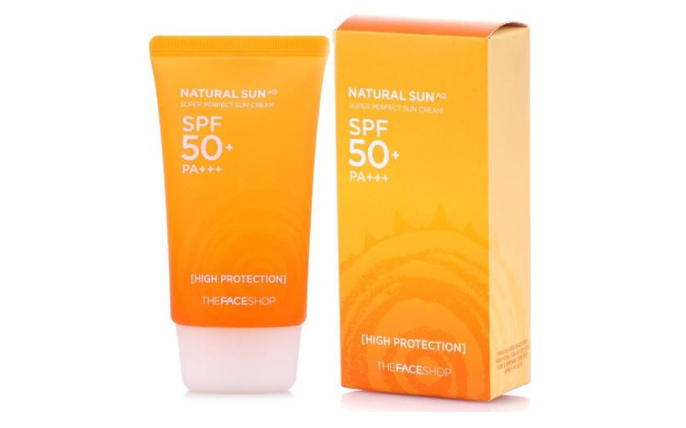 NATURAL SUN AQ
SUPER PERFECT SUN CREAM
SPF
50+
PA+++
[HIGH PROTECTION]
THEFACESHOP
NATURAL SUN AQ
SUPER PERFECT SUN CREAM
SPF
50+
PA+++
[HIGH PROTECTION]
THEFACESHOP